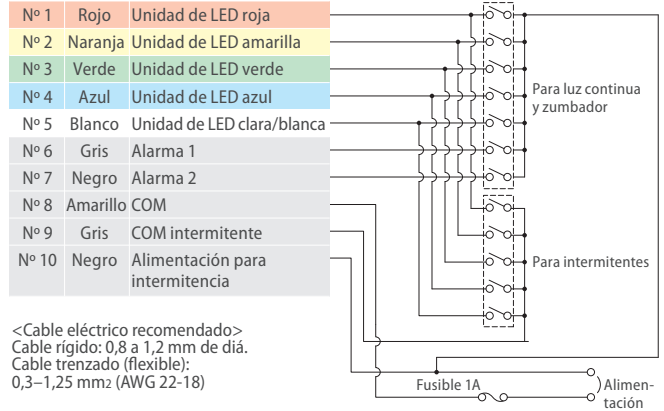 Nº 1 Rojo Unidad de LED roja
Nº 2 Naranja Unidad de LED amarilla
Nº 3 Verde Unidad de LED verde
Nº 4 Azul Unidad de LED azul
Nº 5 Blanco Unidad de LED clara/blanca
Nº 6 Gris Alarma 1
Nº 7 Negro Alarma 2
Nº 8 Amarillo COM
Nº 9 Gris COM intermitente
Nº 10 Negro Alimentación para
intermitencia
Para luz continua
y zumbador
Para intermitentes
<Cable eléctrico recomendado>
Cable rígido: 0,8 a 1,2 mm de diá.
Cable trenzado (flexible):
0,3–1,25 mm2 (AWG 22-18)
Fusible 1A
Alimen-
tación